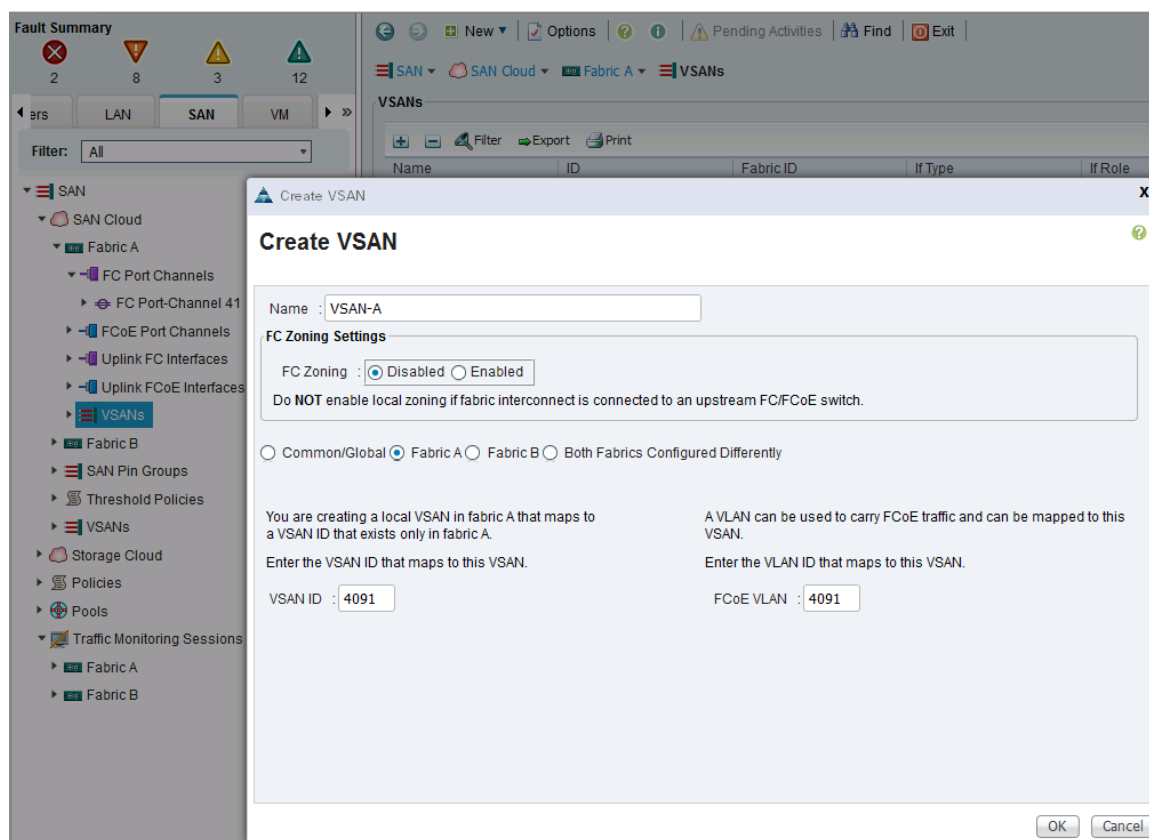 Fault Summary
2 8 3 12
New Options Pending Activities Find Exit
SAN SAN Cloud Fabric A VSANs
ers LAN SAN VM
VSANs
Filter: All
Filter Export Print
Name ID Fabric ID If Type If Role
SAN
SAN Cloud
Fabric A
FC Port Channels
FC Port-Channel 41
FCoE Port Channels
Uplink FC Interfaces
Uplink FCoE Interfaces
VSANs
Fabric B
SAN Pin Groups
Threshold Policies
VSANs
Storage Cloud
Policies
Pools
Traffic Monitoring Sessions
Fabric A
Fabric B
Create VSAN X
Create VSAN
Name : VSAN-A
FC Zoning Settings
FC Zoning : Disabled Enabled
Do NOT enable local zoning if fabric interconnect is connected to an upstream FC/FCoE switch.
Common/Global Fabric A Fabric B Both Fabrics Configured Differently
You are creating a local VSAN in fabric A that maps to
a VSAN ID that exists only in fabric A.
Enter the VSAN ID that maps to this VSAN.
VSAN ID : 4091
A VLAN can be used to carry FCoE traffic and can be mapped to this
VSAN.
Enter the VLAN ID that maps to this VSAN.
FCoE VLAN : 4091
OK Cancel